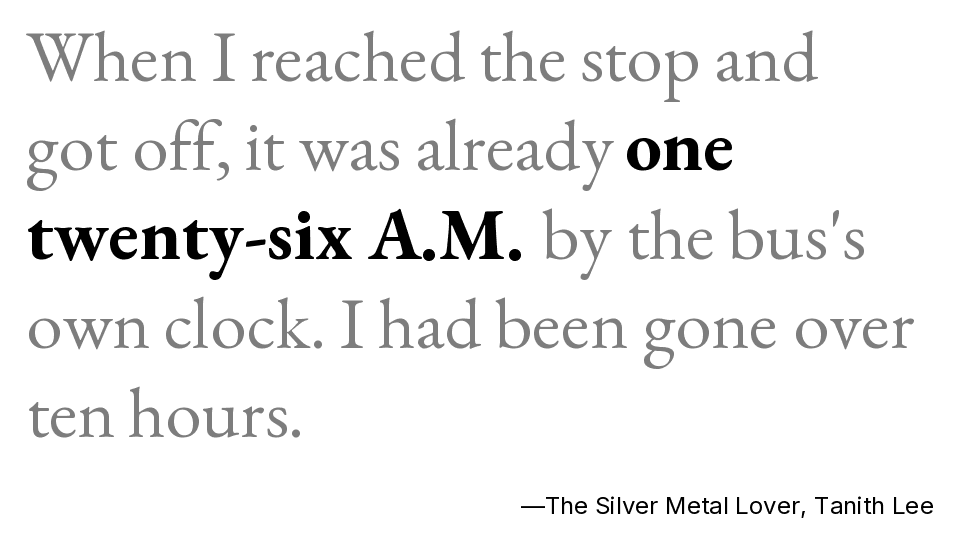 When I reached the stop and
got off, it was already one
twenty-six A.M. by the bus's
own clock. I had been gone over
ten hours.
—The Silver Metal Lover, Tanith Lee